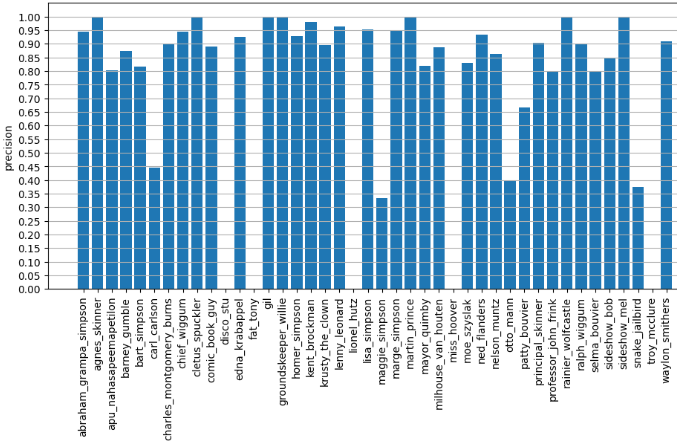 precision
1.00
0.95
0.90
0.85
0.80
0.75
0.70
0.65
0.60
0.55
0.50
0.45
0.40
0.35
0.30
0.25
0.20
0.15
0.10
0.05
0.00
abraham_grampa_simpson
agnes_skinner
apu_nahasapeemapetilon
barney_gumble
bart_simpson
carl_carlson
charles_montgomery_burns
chief_wiggum
cletus_spuckler
comic_book_guy
disco_stu
edna_krabappel
fat_tony
gil
groundskeeper_willie
homer_simpson
kent_brockman
krusty_the_clown
lenny_leonard
lionel_hutz
lisa_simpson
maggie_simpson
marge_simpson
martin_prince
mayor_quimby
milhouse_van_houten
miss_hoover
moe_szyslak
ned_flanders
nelson_muntz
otto_mann
patty_bouvier
principal_skinner
professor_john_frink
rainier_wolfcastle
ralph_wiggum
selma_bouvier
sideshow_bob
sideshow_mel
snake_jailbird
troy_mcclure
waylon_smithers